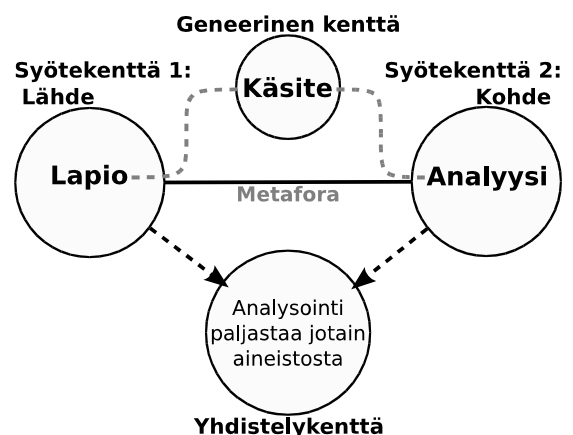 Geneerinen kenttä
Syötekenttä 1:
Lähde
Käsite
Syötekenttä 2:
Kohde
Lapio
Metafora
Analyysi
Analysointi
paljastaa jotain
aineistosta
Yhdistelykenttä